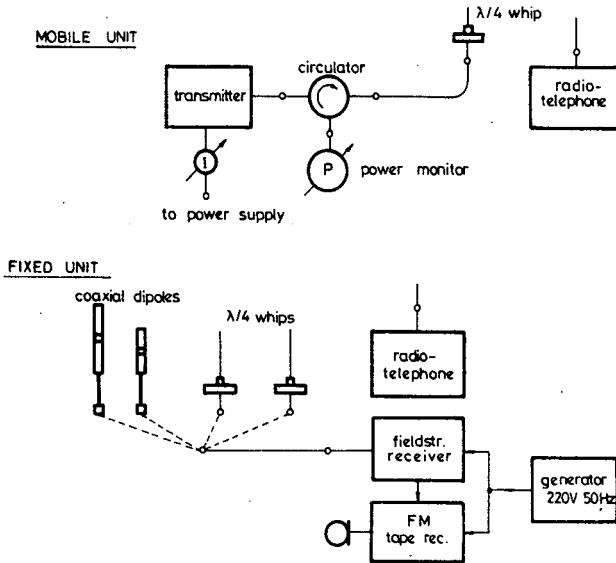 MOBILE UNIT
λ/4 whip
circulator
transmitter
radio-
telephone
I
P
power monitor
to power supply
FIXED UNIT
coaxial dipoles
λ/4 whips
radio-
telephone
fieldstr.
receiver
generator
220V 50Hz
FM
tape rec.